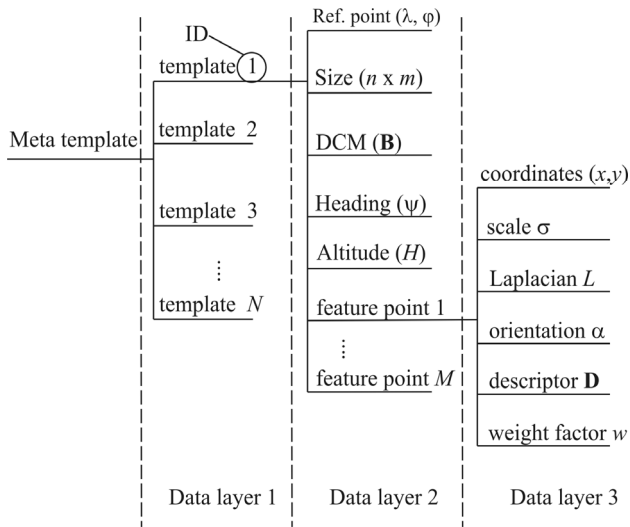 Meta template
ID
template 1
template 2
template 3
template N
Data layer 1
Ref. point (λ, φ)
Size (n x m)
DCM (B)
Heading (ψ)
Altitude (H)
feature point 1
feature point M
Data layer 2
coordinates (x,y)
scale σ
Laplacian L
orientation α
descriptor D
weight factor w
Data layer 3